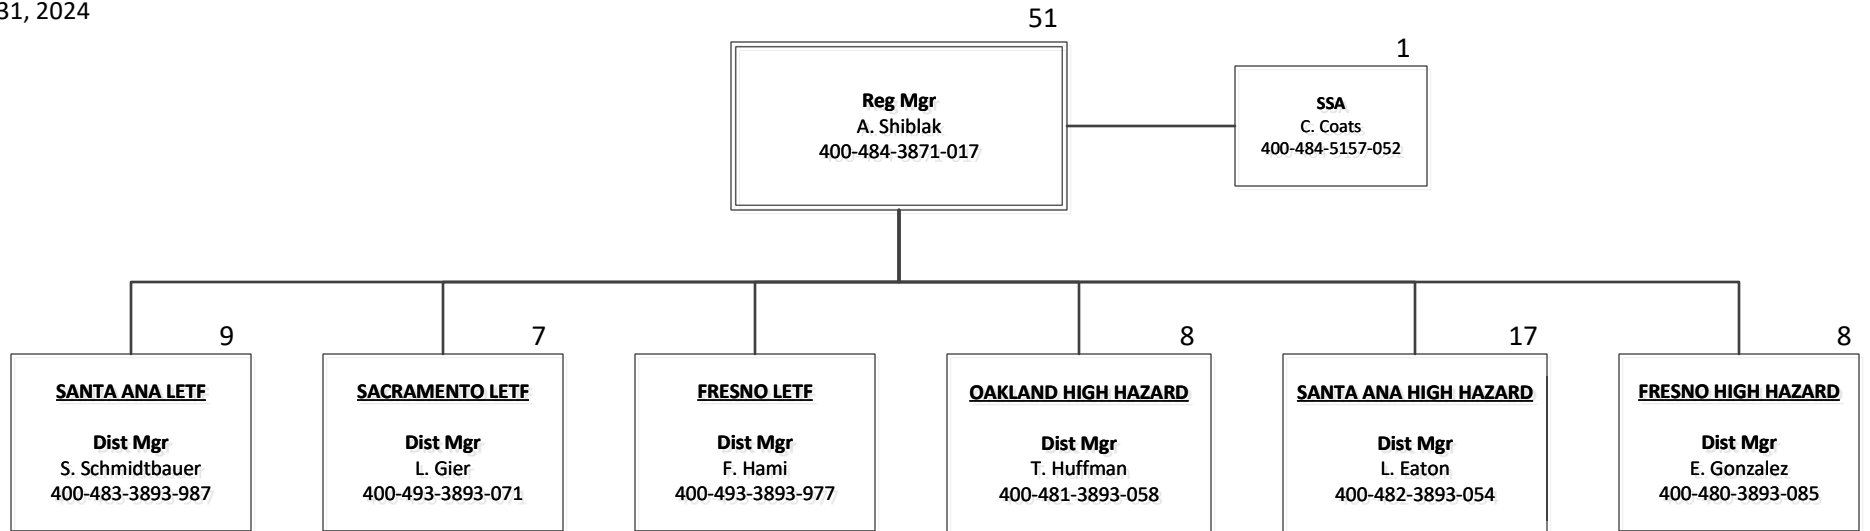 31, 2024
51
1
Reg Mgr
A. Shiblak
400-484-3871-017
SSA
C. Coats
400-484-5157-052
9
7
8
17
8
SANTA ANA LETF
Dist Mgr
S. Schmidtbauer
400-483-3893-987
SACRAMENTO LETF
Dist Mgr
L. Gier
400-493-3893-071
FRESNO LETF
Dist Mgr
F. Hami
400-493-3893-977
OAKLAND HIGH HAZARD
Dist Mgr
T. Huffman
400-481-3893-058
SANTA ANA HIGH HAZARD
Dist Mgr
L. Eaton
400-482-3893-054
FRESNO HIGH HAZARD
Dist Mgr
E. Gonzalez
400-480-3893-085